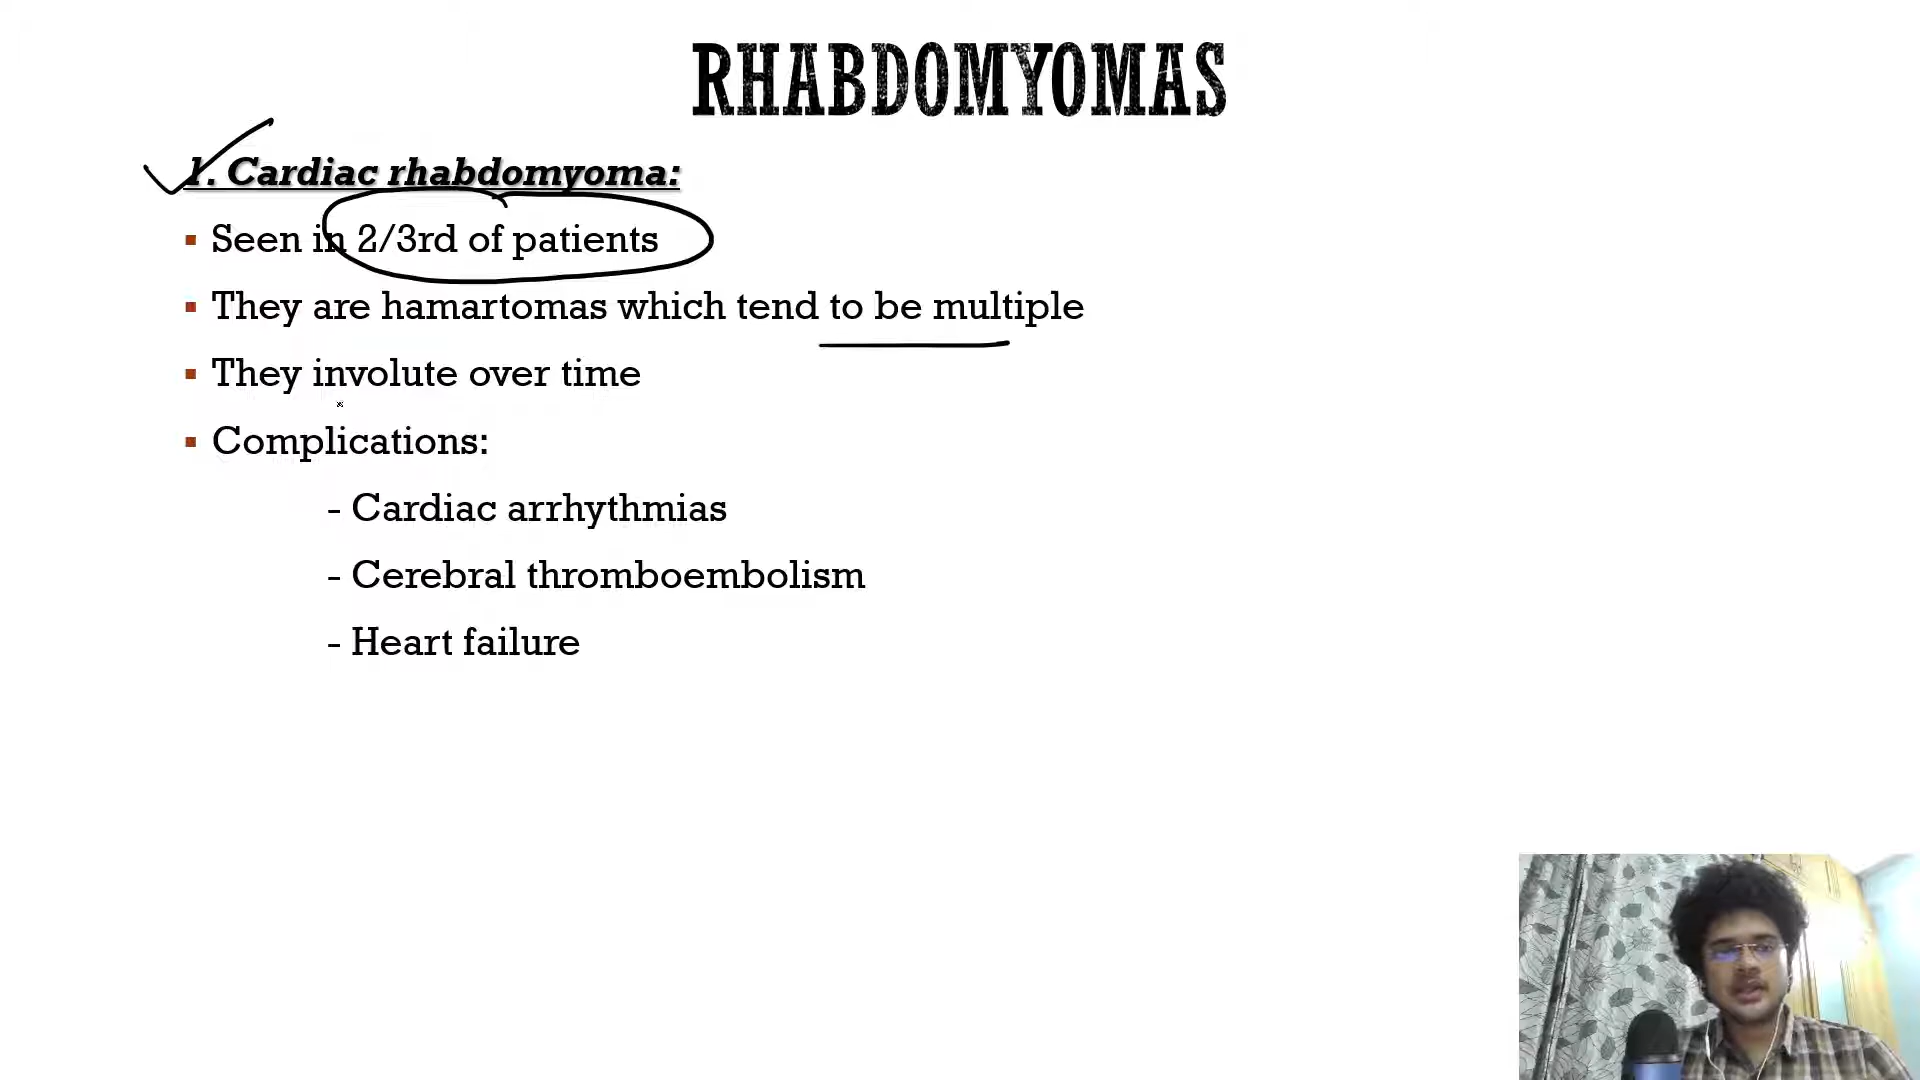 RHABDOMYOMAS
1. Cardiac rhabdomyoma:
▪ Seen in 2/3rd of patients
▪ They are hamartomas which tend to be multiple
▪ They involute over time
▪ Complications:
- Cardiac arrhythmias
- Cerebral thromboembolism
- Heart failure